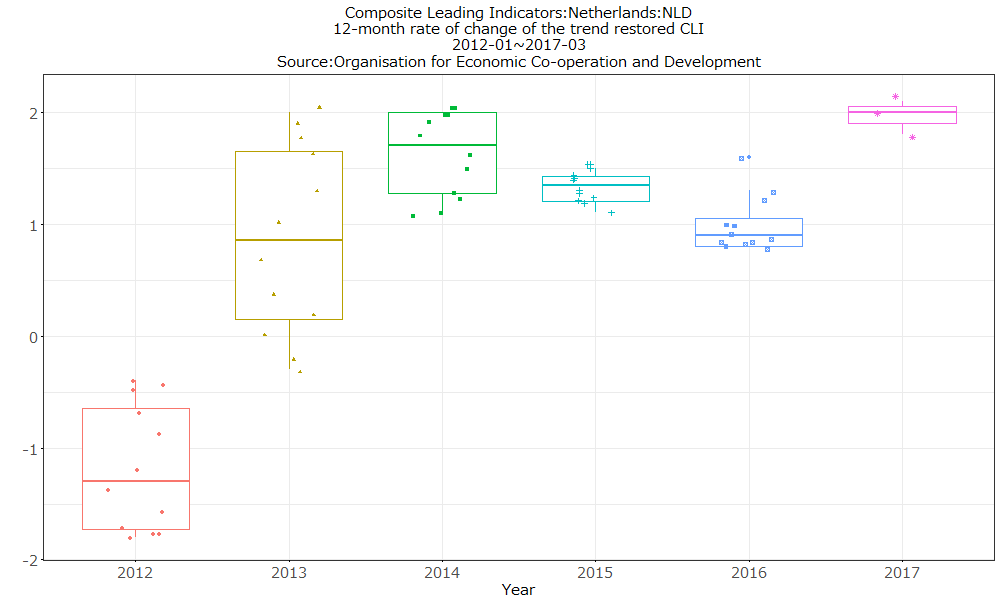 Composite Leading Indicators:Netherlands:NLD
12-month rate of change of the trend restored CLI
2012-01~2017-03
Source:Organisation for Economic Co-operation and Development
2
1
0
-1
-2
2012 2013 2014 2015 2016 2017
Year